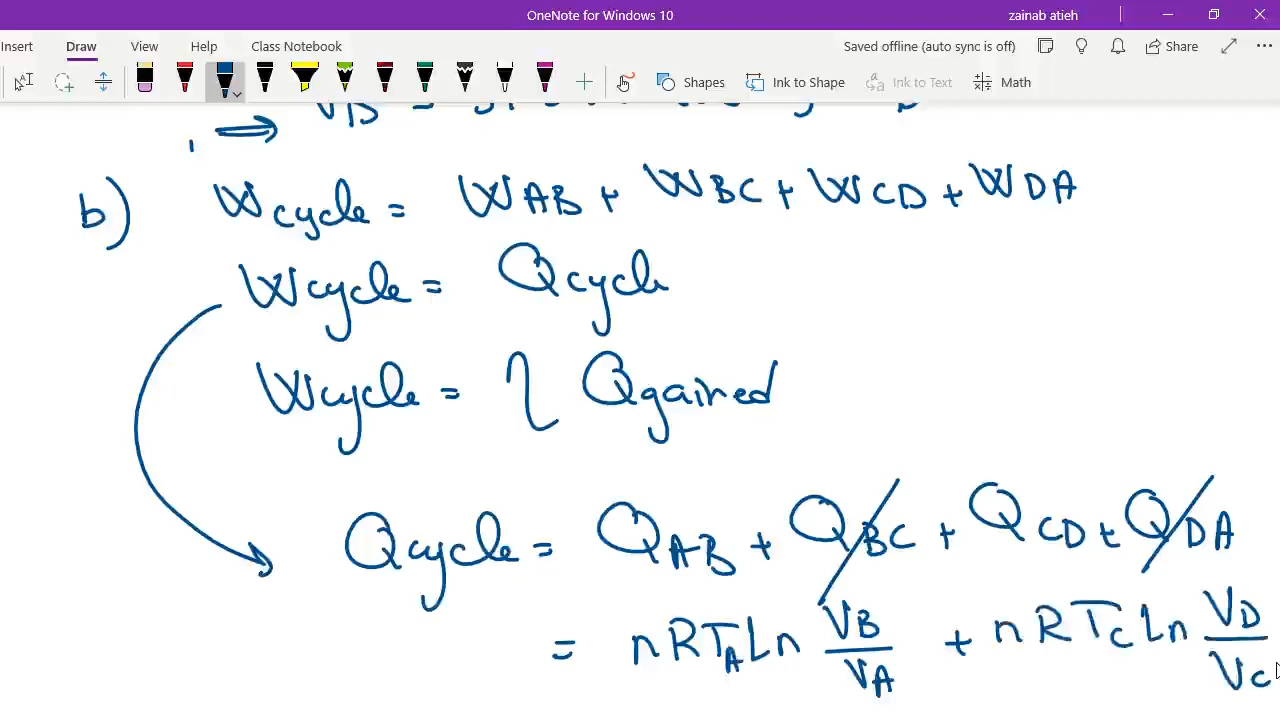 OneNote for Windows 10
zainab atieh
Insert Draw View Help Class Notebook
Saved offline (auto sync is off) Share
Shapes Ink to Shape Ink to Text Math
⇒ VB =
b) Wcycle = WAB + WBC + WCD + WDA
Wcycle = Qcycle
Wcycle = η Qgained
Qcycle = QAB + QBC + QCD + QDA
= nRTA Ln VB/VA + nRTC Ln VD/VC